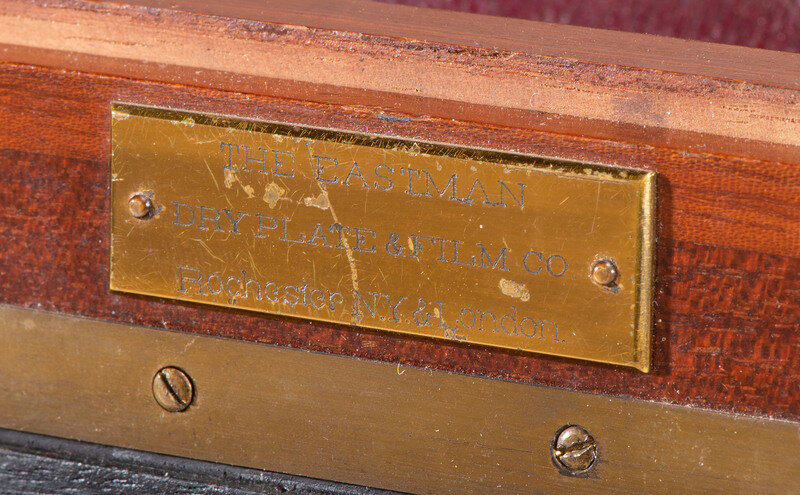 THE EASTMAN
DRY PLATE & FILM CO
Rochester N.Y. & London.